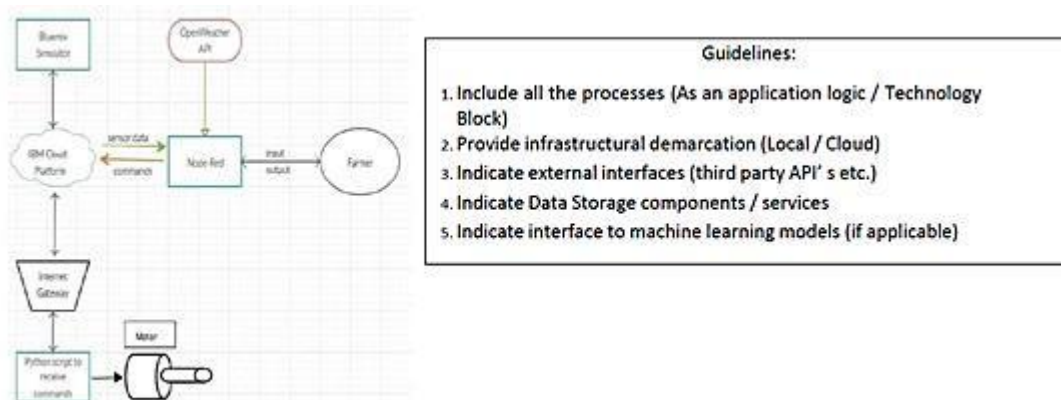 Bluemix
Simulator
OpenWeather
API
IBM Cloud
Platform
sensor data
commands
Node Red
input
output
Farmer
Internet
Gateway
Motor
Python script to
receive
commands
Guidelines:
1. Include all the processes (As an application logic / Technology
Block)
2. Provide infrastructural demarcation (Local / Cloud)
3. Indicate external interfaces (third party API' s etc.)
4. Indicate Data Storage components / services
5. Indicate interface to machine learning models (if applicable)